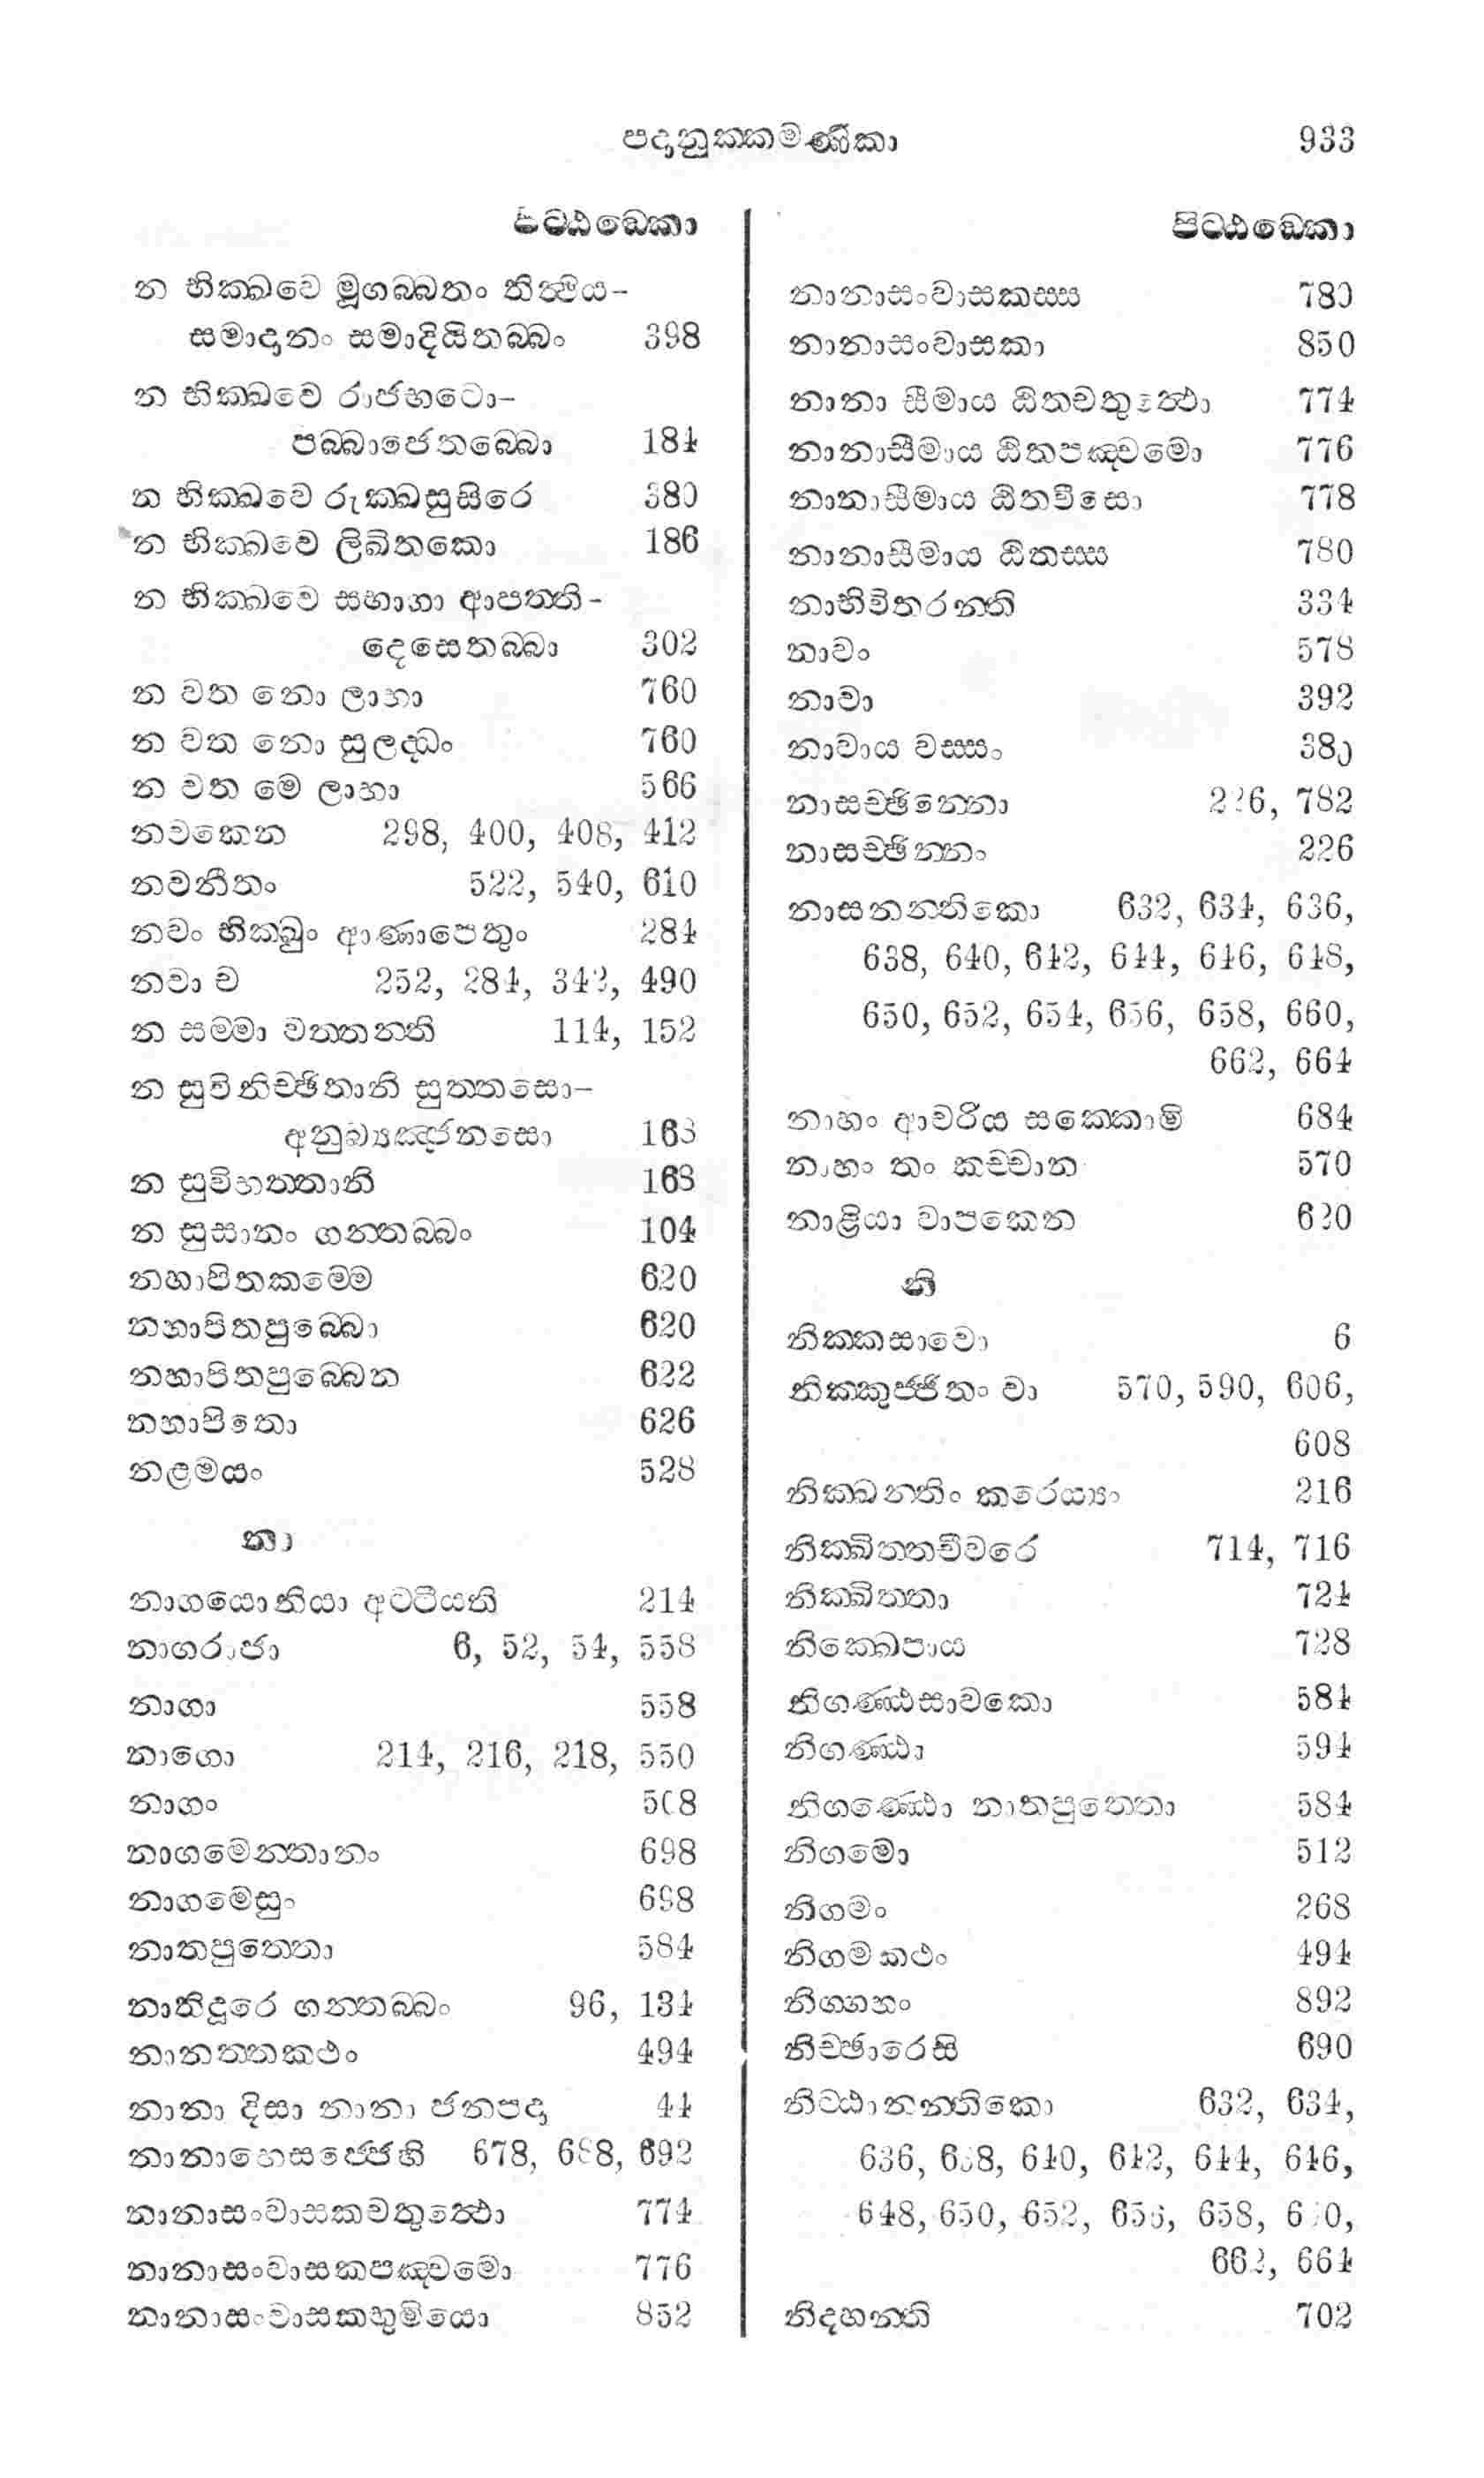 පදානුක්කමණිකා 933
පිට්ඨඞ්කො
න භික්ඛවෙ මූගබ්බතං තිත්ථිය-
සමාදානං සමාදියිතබ්බං 398
න භික්ඛවෙ රාජභටො-
පබ්බාජෙතබ්බො 184
න භික්ඛවෙ රුක්ඛසුසිරෙ 380
න භික්ඛවෙ ලිඛිතකො 186
න භික්ඛවෙ සභාගා ආපත්ති-
දෙසෙතබ්බා 302
න වත නො ලාභා 760
න වත නො සුලද්ධං 760
න වත මෙ ලාභා 566
නවකෙන 298, 400, 408, 412
නවනීතං 522, 540, 610
නවං භික්ඛුං ආණාපෙතුං 284
නවා ච 252, 284, 342, 490
න සම්මා වත්තන්ති 114, 152
න සුවිනිච්ඡිතානි සුත්තසො-
අනුබ්‍යඤ්ජනසො 168
න සුවිභත්තානි 168
න සුසානං ගන්තබ්බං 104
නහාපිතකම්මෙ 620
නහාපිතපුබ්බො 620
නහාපිතපුබ්බෙන 622
නහාපිතො 626
නළමයං 528
නා
නාගයොනියා අට්ටීයති 214
නාගරාජා 6, 52, 54, 558
නාගා 558
නාගො 214, 216, 218, 550
නාගං 508
නාගමෙන්තානං 698
නාගමෙසුං 698
නාතපුත්තො 584
නාතිදූරෙ ගන්තබ්බං 96, 134
නානත්තකථං 494
නානා දිසා නානා ජනපදා 44
නානාභෙසජ්ජෙහි 678, 688, 692
නානාසංවාසකචතුත්ථො 774
නානාසංවාසකපඤ්චමො 776
නානාසංවාසකභූමියො 852
පිට්ඨඞ්කො
නානාසංවාසකස්ස 780
නානාසංවාසකා 850
නානා සීමාය ඨිතචතුත්ථො 774
නානාසීමාය ඨිතපඤ්චමො 776
නානාසීමාය ඨිතවීසො 778
නානාසීමාය ඨිතස්ස 780
නාභිවිතරන්ති 334
නාවං 578
නාවා 392
නාවාය වස්සං 380
නාසච්ඡින්නො 226, 782
නාසච්ඡින්නං 226
නාසනන්තිකො 632, 634, 636,
638, 640, 642, 644, 646, 648,
650, 652, 654, 656, 658, 660,
662, 664
නාහං ආචරිය සක්කොමි 684
නාහං තං කච්චාන 570
නාළියා වාපකෙන 620
නි
නික්කසාවො 6
නික්කුජ්ජිතං වා 570, 590, 606,
608
නික්ඛන්තිං කරෙය්‍යා 216
නික්ඛිත්තචීවරෙ 714, 716
නික්ඛිත්තා 724
නික්ඛෙපාය 728
නිගණ්ඨසාවකො 584
නිගණ්ඨා 594
නිගණ්ඨො නාතපුත්තො 584
නිගමො 512
නිගමං 268
නිගමකථං 494
නිග්ගහං 892
නිච්ඡාරෙසි 690
නිට්ඨානන්තිකො 632, 634,
636, 638, 640, 642, 644, 646,
648, 650, 652, 656, 658, 660,
662, 664
නිදහන්ති 702